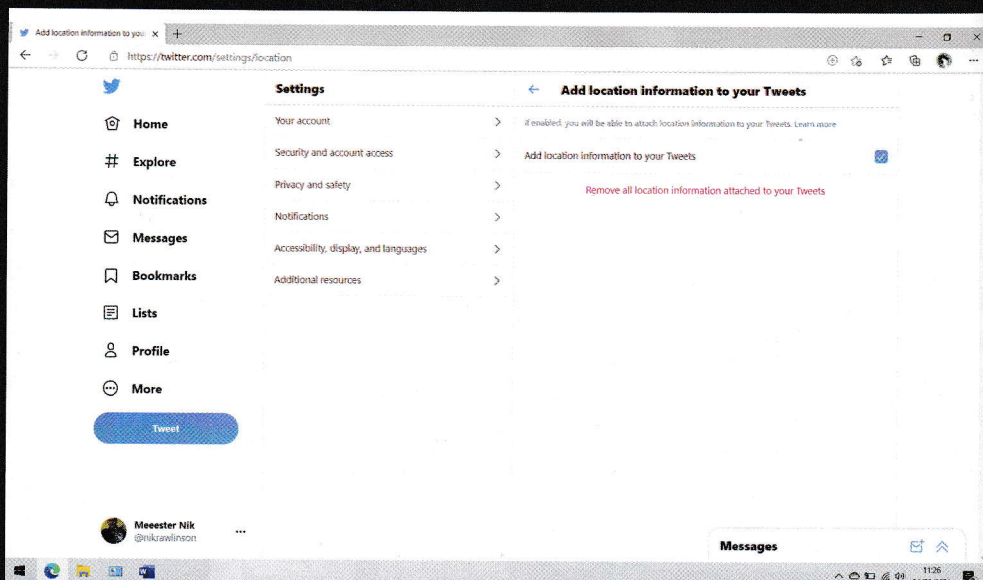 Add location information to you
https://twitter.com/settings/location
Home
Explore
Notifications
Messages
Bookmarks
Lists
Profile
More
Tweet
Meeester Nik
@nikrawlinson
Settings
Your account
Security and account access
Privacy and safety
Notifications
Accessibility, display, and languages
Additional resources
Add location information to your Tweets
if enabled, you will be able to attach location information to your Tweets. Learn more
Add location information to your Tweets
Remove all location information attached to your Tweets
Messages
11:26